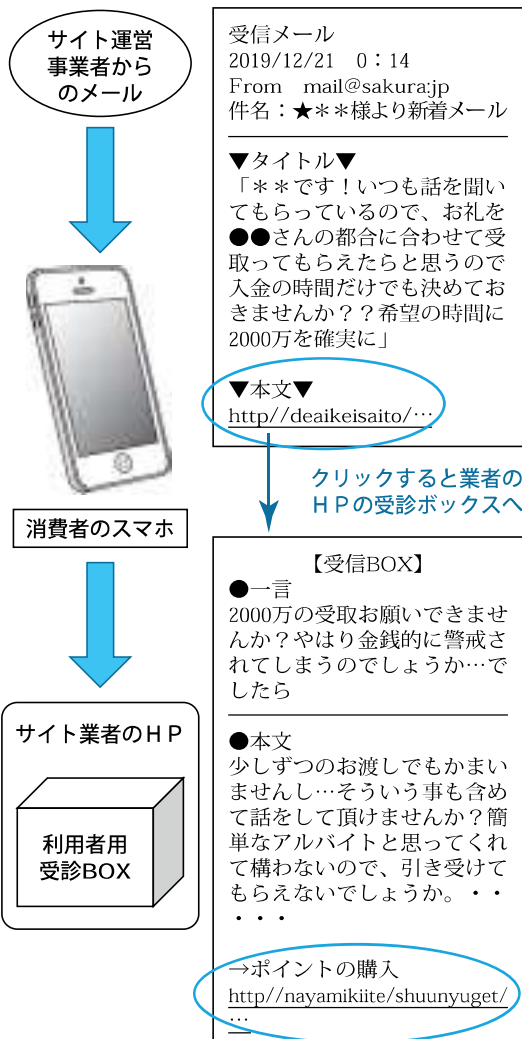 サイト運営
事業者から
のメール
消費者のスマホ
サイト業者のＨＰ
利用者用
受診BOX
受信メール
2019/12/21　0：14
From　mail@sakura.jp
件名：★＊＊様より新着メール
▼タイトル▼
「＊＊です！いつも話を聞い
てもらっているので、お礼を
●●さんの都合に合わせて受
取ってもらえたらと思うので
入金の時間だけでも決めてお
きませんか？？希望の時間に
2000万を確実に」
▼本文▼
http//deaikeisaito/…
クリックすると業者の
ＨＰの受診ボックスへ
【受信BOX】
●一言
2000万の受取お願いできませ
んか？やはり金銭的に警戒さ
れてしまうのでしょうか…で
したら
●本文
少しずつのお渡しでもかまい
ませんし…そういう事も含め
て話をして頂けませんか？簡
単なアルバイトと思ってくれ
て構わないので、引き受けて
もらえないでしょうか。・・
・・・
→ポイントの購入
http//nayamikiite/shuunyuget/
…